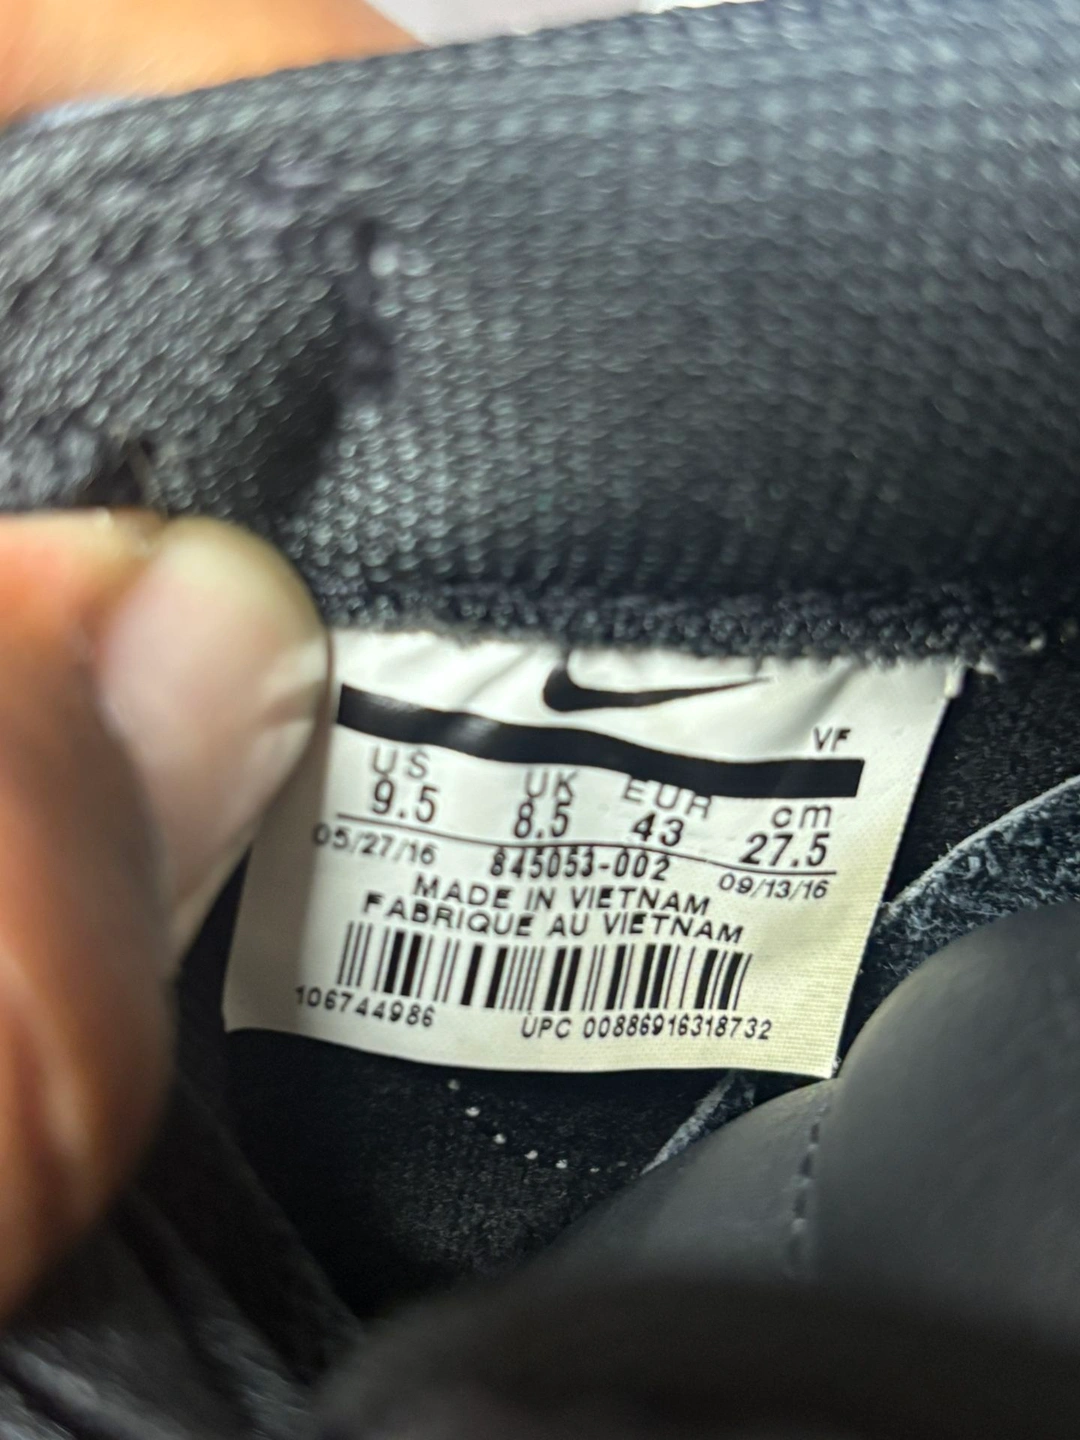 VF
US UK EUR cm
9.5 8.5 43 27.5
05/27/16 845053-002 09/13/16
MADE IN VIETNAM
FABRIQUE AU VIETNAM
106744986 UPC 00886916318732